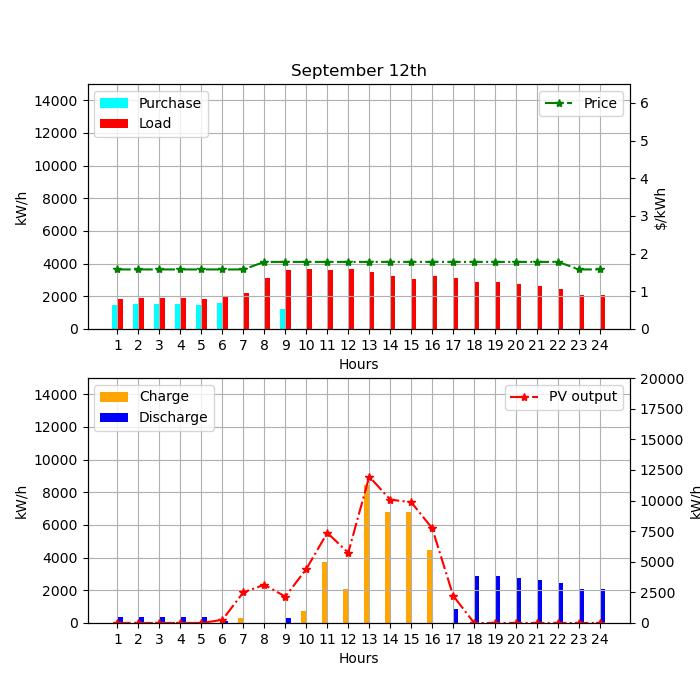 September 12th
14000
12000
10000
8000
6000
4000
2000
0
kW/h
Purchase
Load
Price
6
5
4
3
2
1
0
$/kWh
1 2 3 4 5 6 7 8 9 10 11 12 13 14 15 16 17 18 19 20 21 22 23 24
Hours
14000
12000
10000
8000
6000
4000
2000
0
kW/h
Charge
Discharge
PV output
20000
17500
15000
12500
10000
7500
5000
2500
0
kW/h
1 2 3 4 5 6 7 8 9 10 11 12 13 14 15 16 17 18 19 20 21 22 23 24
Hours